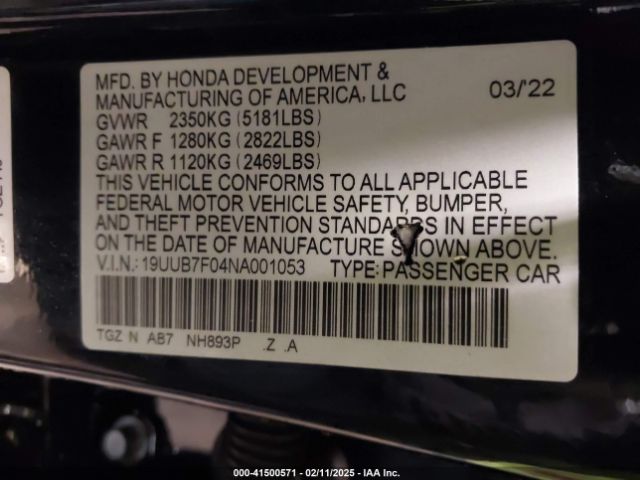 MFD. BY HONDA DEVELOPMENT &
MANUFACTURING OF AMERICA, LLC 03/'22
GVWR 2350KG (5181LBS)
GAWR F 1280KG (2822LBS)
GAWR R 1120KG (2469LBS)
THIS VEHICLE CONFORMS TO ALL APPLICABLE
FEDERAL MOTOR VEHICLE SAFETY, BUMPER,
AND THEFT PREVENTION STANDARDS IN EFFECT
ON THE DATE OF MANUFACTURE SHOWN ABOVE.
V.I.N.: 19UUB7F04NA001053 TYPE: PASSENGER CAR
TGZ N AB7 NH893P .Z .A
000-41500571 - 02/11/2025 - IAA Inc.